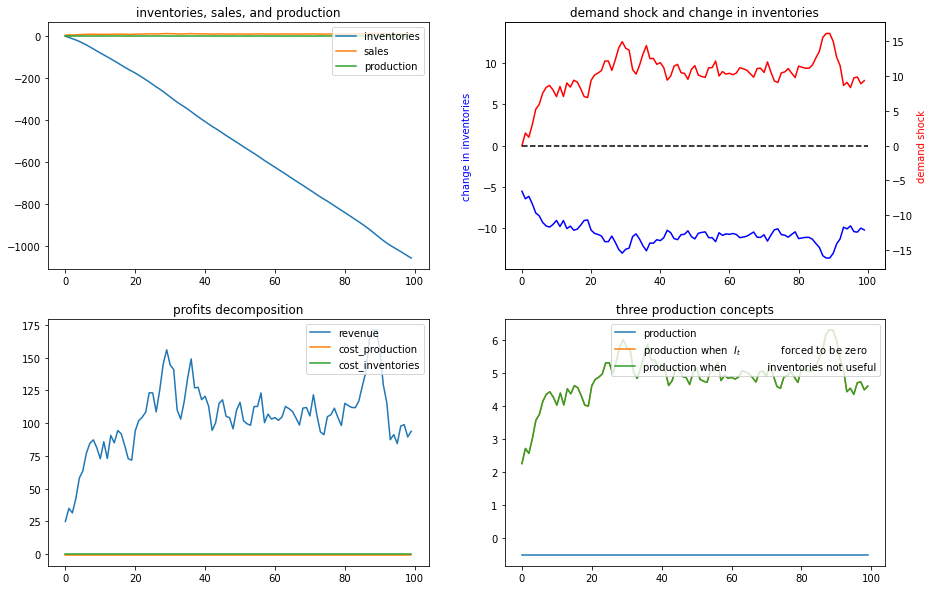 inventories, sales, and production
inventories
sales
production
0
−200
−400
−600
−800
−1000
0 20 40 60 80 100
demand shock and change in inventories
change in inventories
10
5
0
−5
−10
15
10
5
0
−5
−10
−15
demand shock
0 20 40 60 80 100
profits decomposition
revenue
cost_production
cost_inventories
175
150
125
100
75
50
25
0
0 20 40 60 80 100
three production concepts
production
production when I_t forced to be zero
production when inventories not useful
6
5
4
3
2
1
0
0 20 40 60 80 100